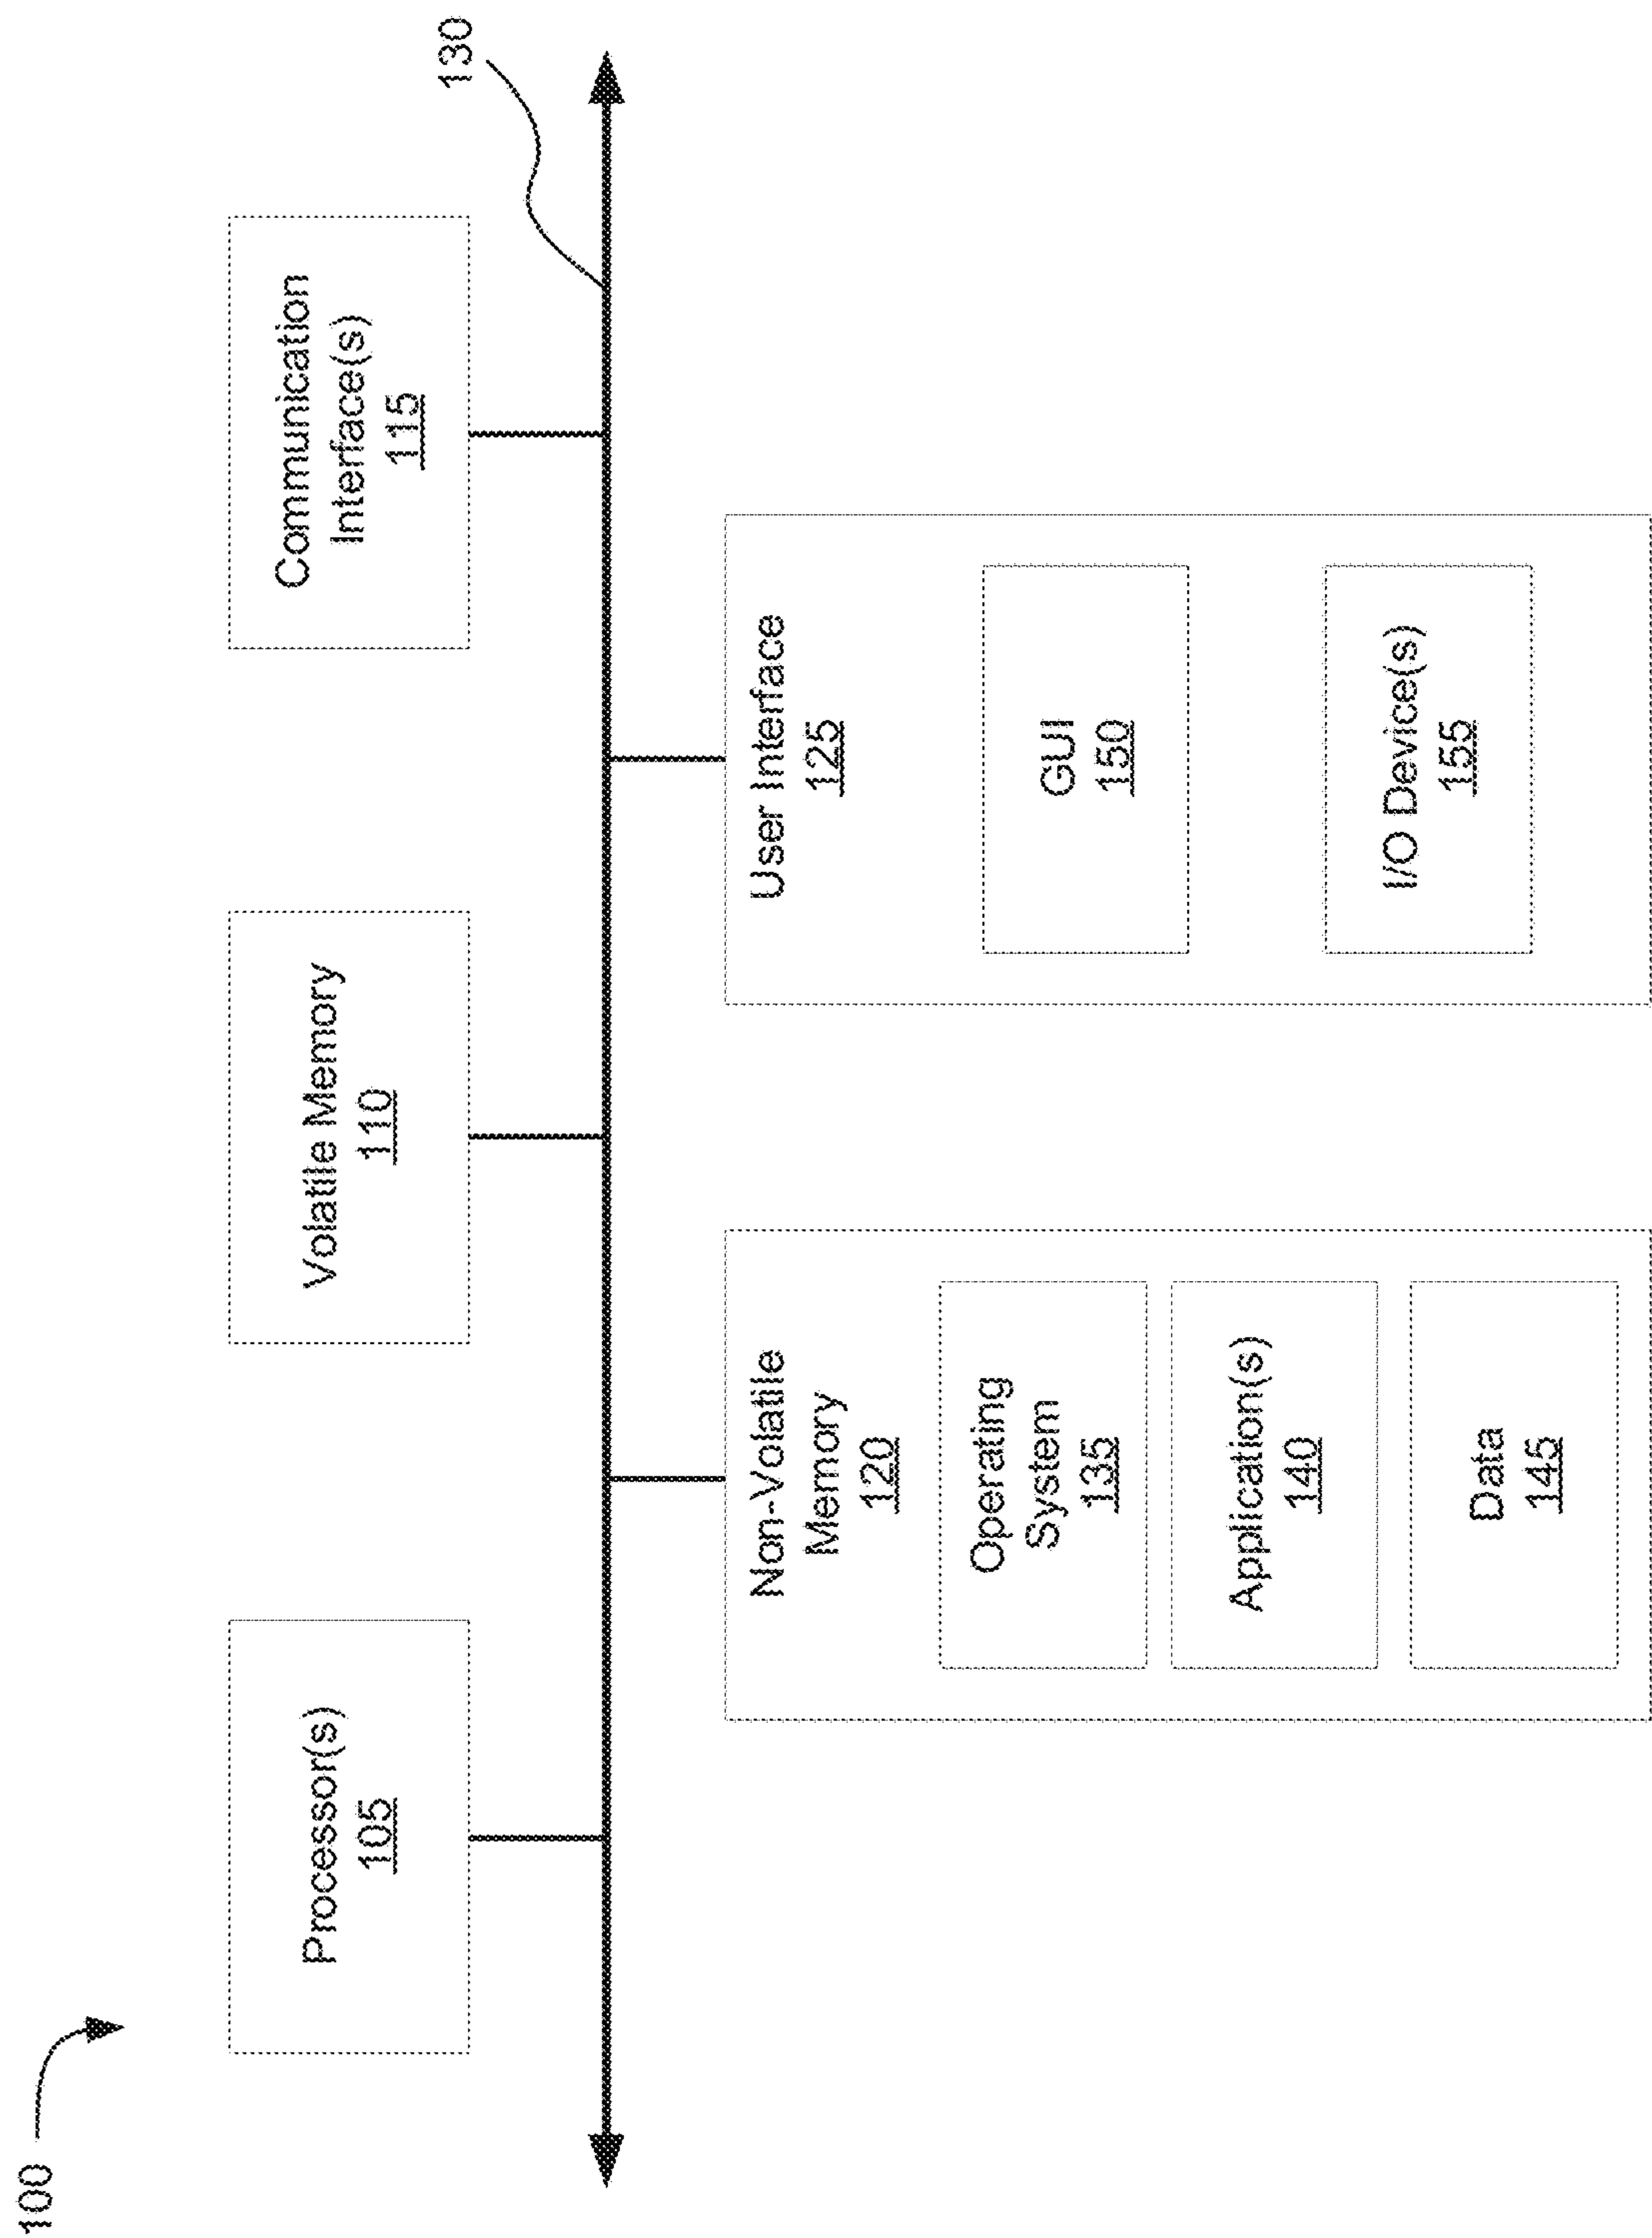 100
Processor(s)
105
Volatile Memory
110
Communication
Interface(s)
115
130
Non-Volatile
Memory
120
Operating
System
135
Application(s)
140
Data
145
User Interface
125
GUI
150
I/O Device(s)
155